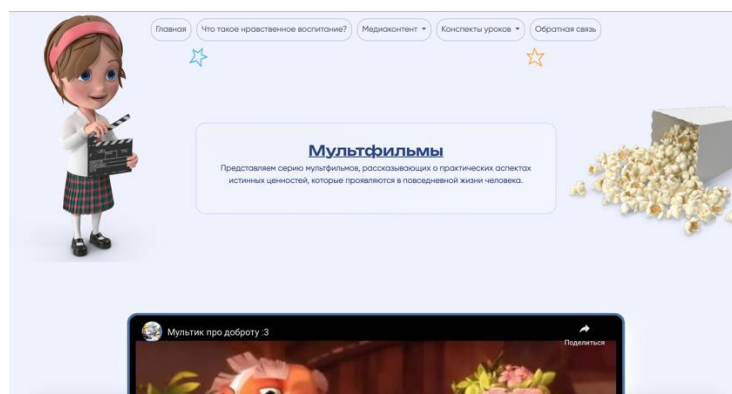 Главная
Что такое нравственное воспитание?
Медиаконтент
Конспекты уроков
Обратная связь
Мультфильмы
Представляем серию мультфильмов, рассказывающих о практических аспектах
истинных ценностей, которые проявляются в повседневной жизни человека.
Мультик про доброту :3
Поделиться